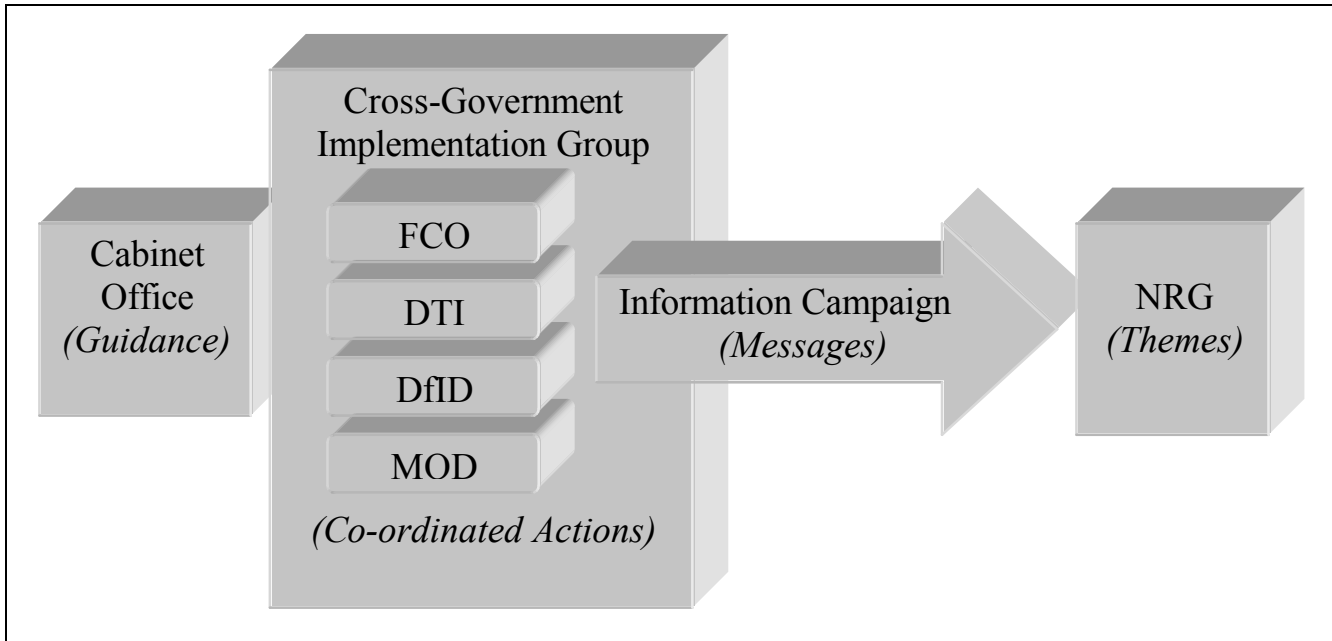 Cabinet
Office
(Guidance)
Cross-Government
Implementation Group
FCO
DTI
DfID
MOD
(Co-ordinated Actions)
Information Campaign
(Messages)
NRG
(Themes)